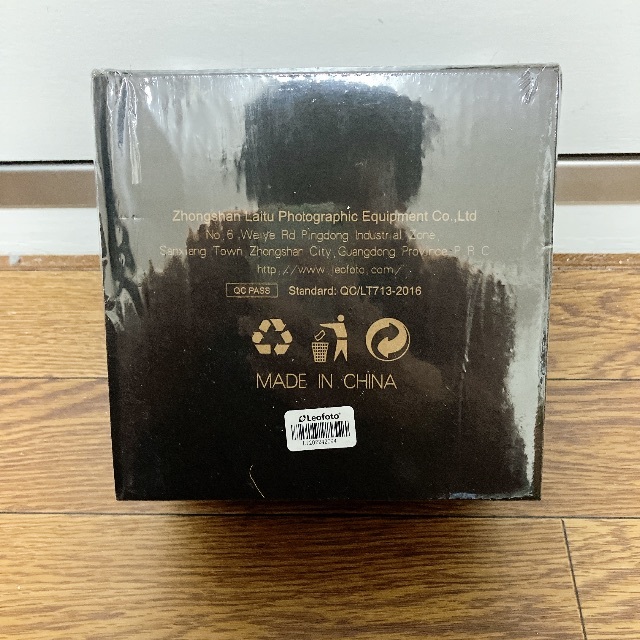 Zhongshan Laitu Photographic Equipment Co.,Ltd
No.6 ,Weiye Rd Pingdong Industrial Zone
Sanxiang Town Zhongshan City,Guangdong Province P.R.C
http://www.leofoto.com/
QC PASS Standard: QC/LT713-2016
MADE IN CHINA
Leofoto